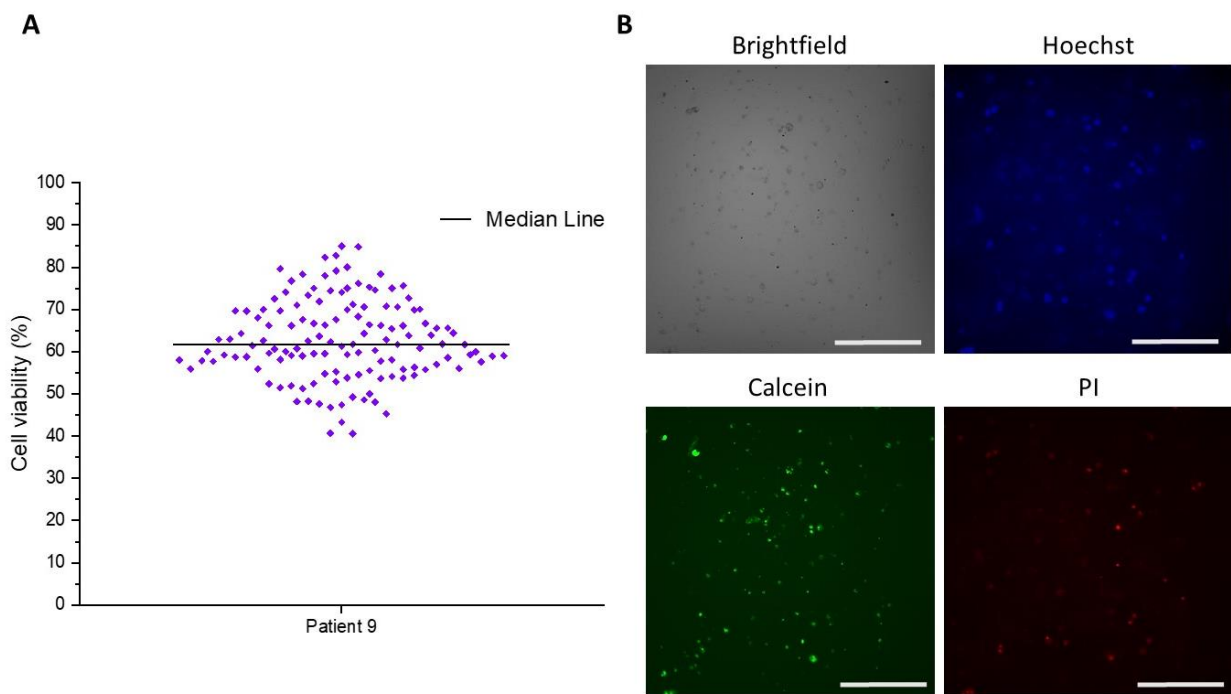 A
100
90
80
70
60
50
40
30
20
10
0
Cell viability (%)
Median Line
Patient 9
B
Brightfield
Hoechst
Calcein
PI